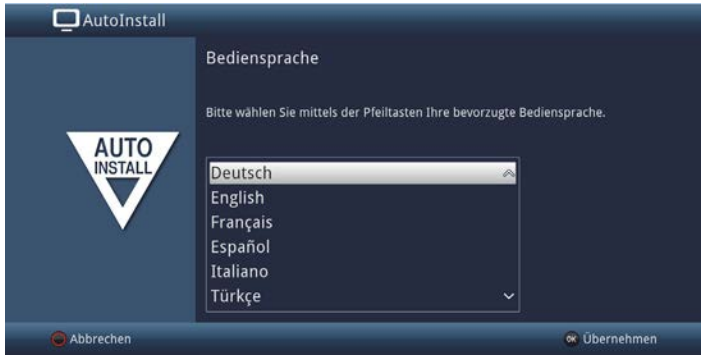 AutoInstall
Bediensprache
Bitte wählen Sie mittels der Pfeiltasten Ihre bevorzugte Bediensprache.
AUTO
INSTALL
Deutsch
English
Français
Español
Italiano
Türkçe
Abbrechen
OK Übernehmen